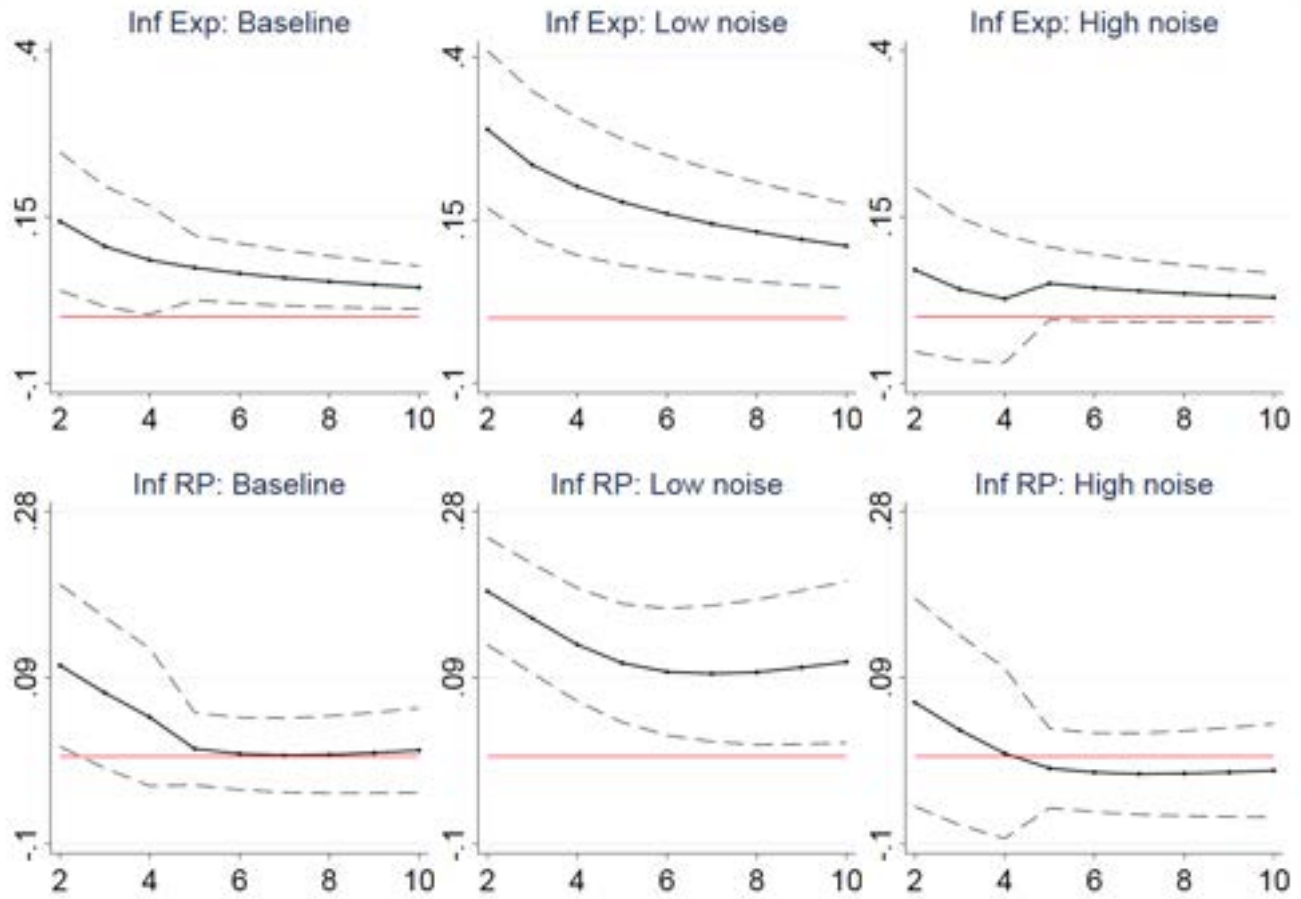 Inf Exp: Baseline
.4
.15
-.1
2 4 6 8 10
Inf Exp: Low noise
.4
.15
-.1
2 4 6 8 10
Inf Exp: High noise
.4
.15
-.1
2 4 6 8 10
Inf RP: Baseline
.28
.09
-.1
2 4 6 8 10
Inf RP: Low noise
.28
.09
-.1
2 4 6 8 10
Inf RP: High noise
.28
.09
-.1
2 4 6 8 10